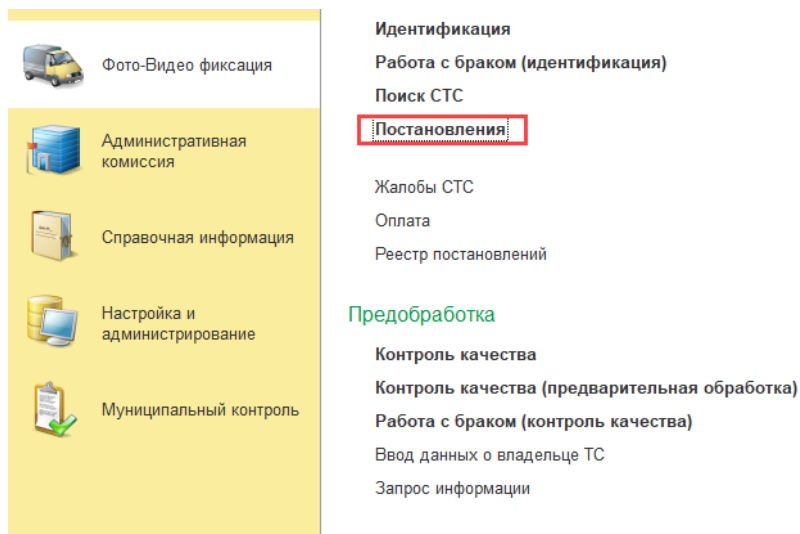 Фото-Видео фиксация
Административная
комиссия
Справочная информация
Настройка и
администрирование
Муниципальный контроль
Идентификация
Работа с браком (идентификация)
Поиск СТС
Постановления
Жалобы СТС
Оплата
Реестр постановлений
Предобработка
Контроль качества
Контроль качества (предварительная обработка)
Работа с браком (контроль качества)
Ввод данных о владельце ТС
Запрос информации